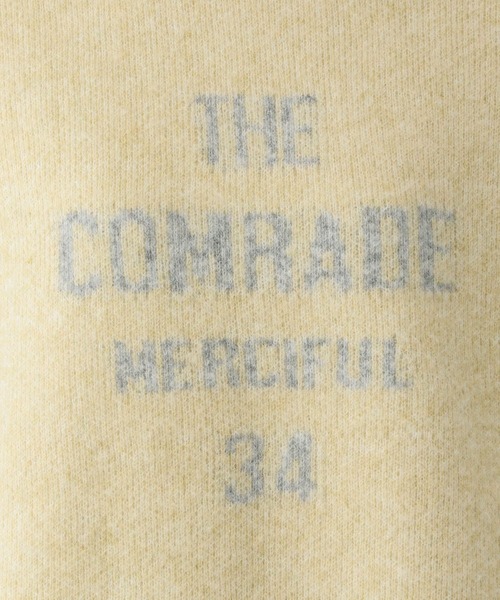 THE
COMRADE
MERCIFUL
34